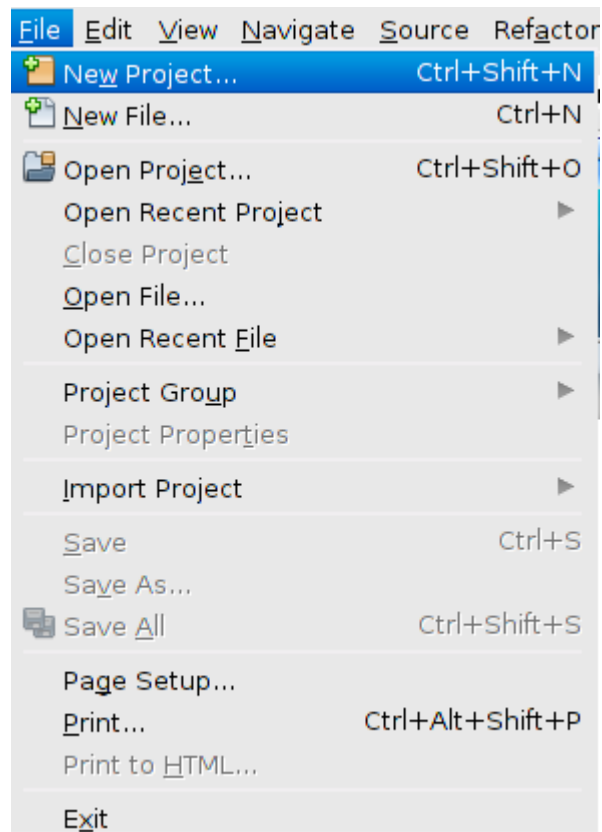 File Edit View Navigate Source Refactor
New Project... Ctrl+Shift+N
New File... Ctrl+N
Open Project... Ctrl+Shift+O
Open Recent Project
Close Project
Open File...
Open Recent File
Project Group
Project Properties
Import Project
Save Ctrl+S
Save As...
Save All Ctrl+Shift+S
Page Setup...
Print... Ctrl+Alt+Shift+P
Print to HTML...
Exit